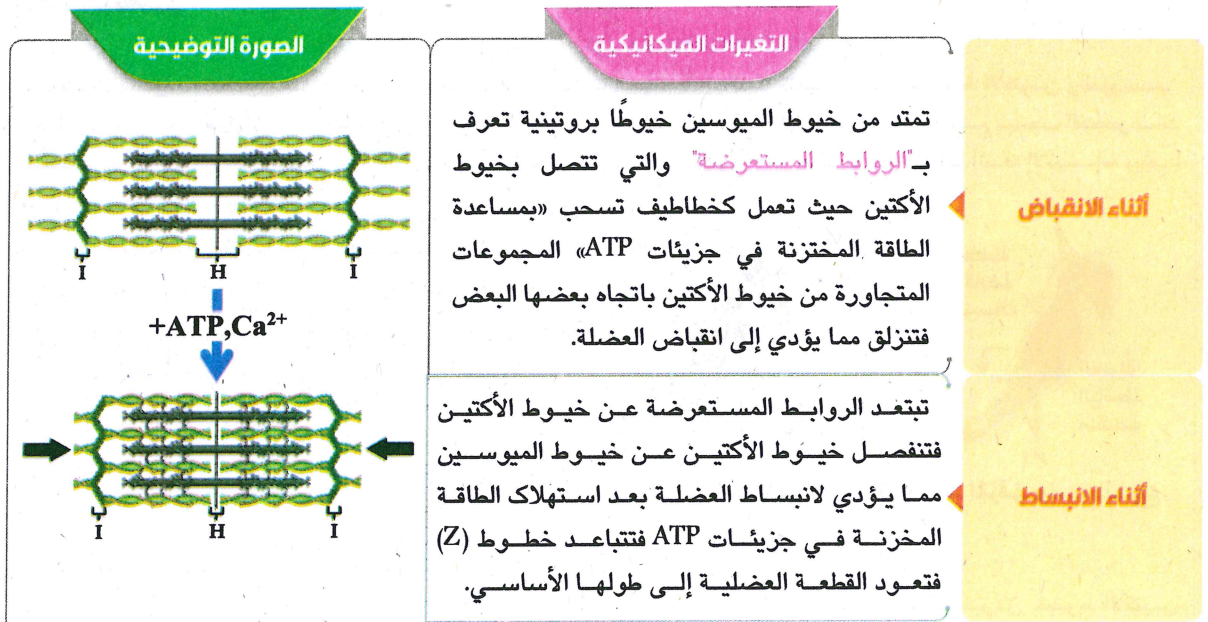 التغيرات الميكانيكية
الصورة التوضيحية
أثناء الانقباض
تمتد من خيوط الميوسين خيوطًا بروتينية تعرف
بـ"الروابط المستعرضة" والتي تتصل بخيوط
الأكتين حيث تعمل كخطاطيف تسحب «بمساعدة
الطاقة المختزنة في جزيئات ATP» المجموعات
المتجاورة من خيوط الأكتين باتجاه بعضها البعض
فتنزلق مما يؤدي إلى انقباض العضلة.
I H I
+ATP,Ca²⁺
أثناء الانبساط
تبتعد الروابط المستعرضة عن خيوط الأكتين
فتنفصل خيوط الأكتين عن خيوط الميوسين
مما يؤدي لانبساط العضلة بعد استهلاك الطاقة
المخزنة في جزيئات ATP فتتباعد خطوط (Z)
فتعود القطعة العضلية إلى طولها الأساسي.
I H I